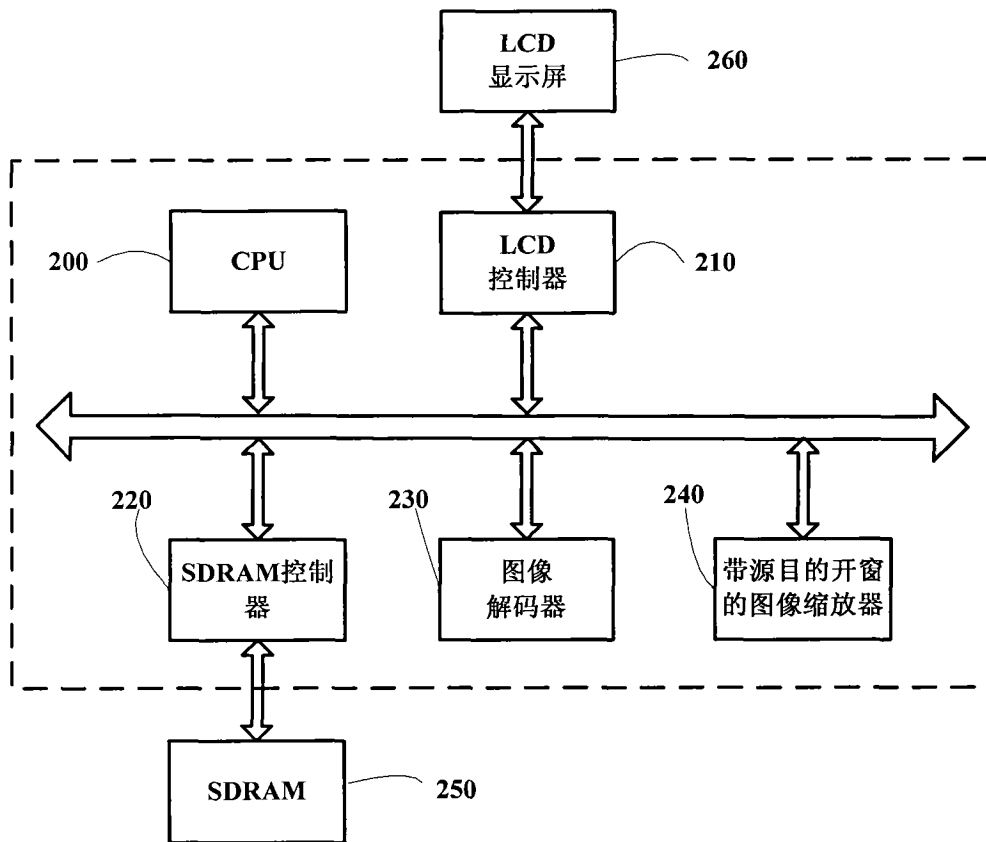 LCD
显示屏
260
200
CPU
LCD
控制器
210
220
230
240
SDRAM控制
器
图像
解码器
带源目的开窗
的图像缩放器
SDRAM
250